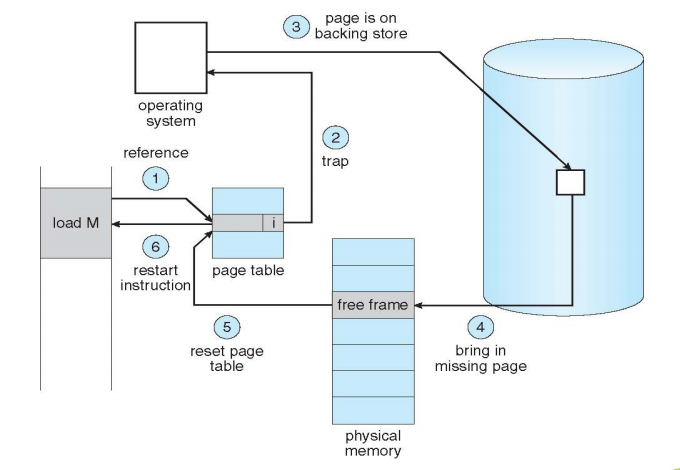 3
page is on
backing store
operating
system
2
trap
reference
1
load M
i
6
restart
instruction
page table
free frame
5
reset page
table
4
bring in
missing page
physical
memory